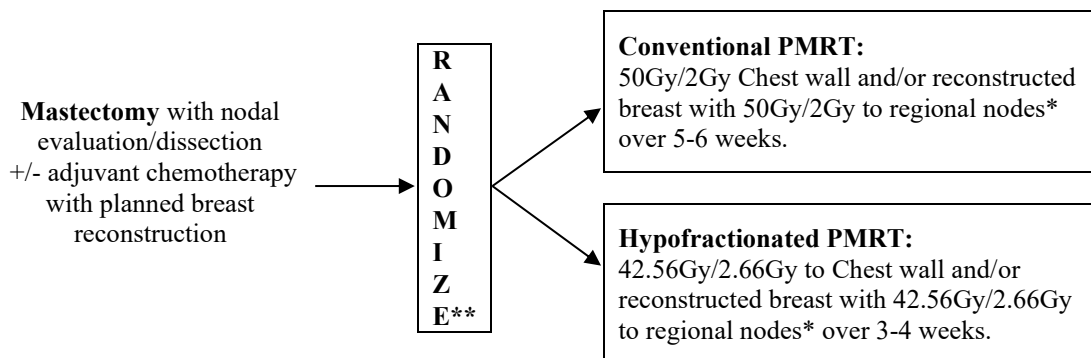 Mastectomy with nodal
evaluation/dissection
+/- adjuvant chemotherapy
with planned breast
reconstruction
R
A
N
D
O
M
I
Z
E**
Conventional PMRT:
50Gy/2Gy Chest wall and/or reconstructed
breast with 50Gy/2Gy to regional nodes*
over 5-6 weeks.
Hypofractionated PMRT:
42.56Gy/2.66Gy to Chest wall and/or
reconstructed breast with 42.56Gy/2.66Gy
to regional nodes* over 3-4 weeks.